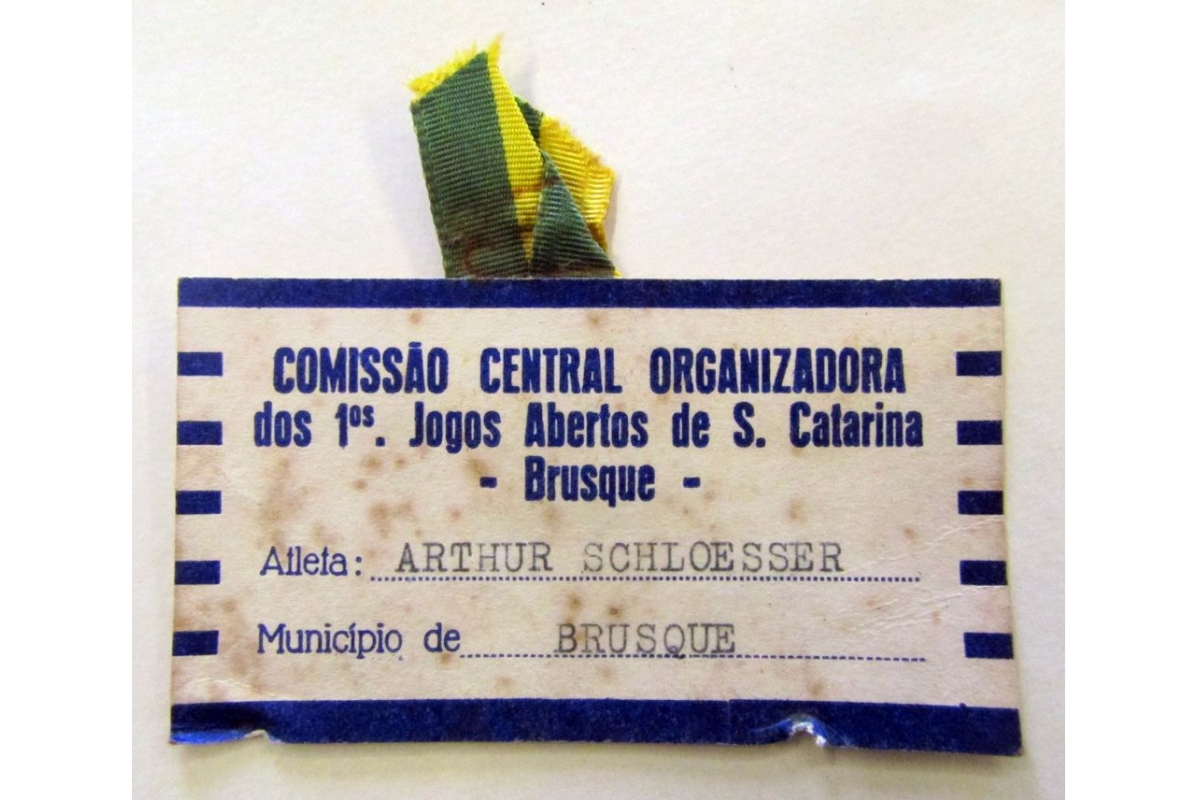 COMISSÃO CENTRAL ORGANIZADORA
dos 1os. Jogos Abertos de S. Catarina
- Brusque -
Atleta: ARTHUR SCHLOESSER
Município de BRUSQUE